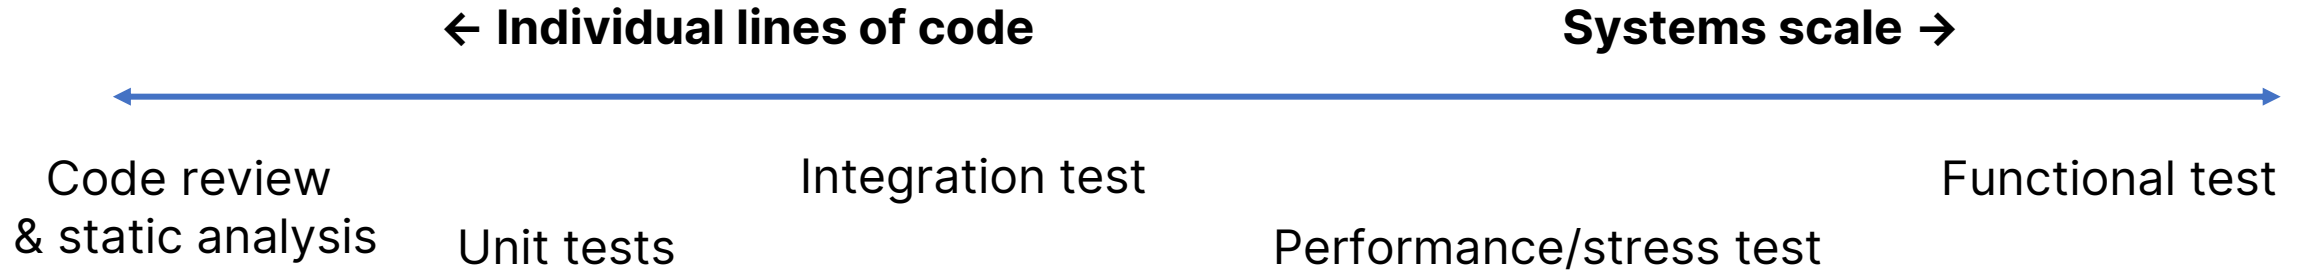 ← Individual lines of code
Systems scale →
Code review
& static analysis
Unit tests
Integration test
Performance/stress test
Functional test